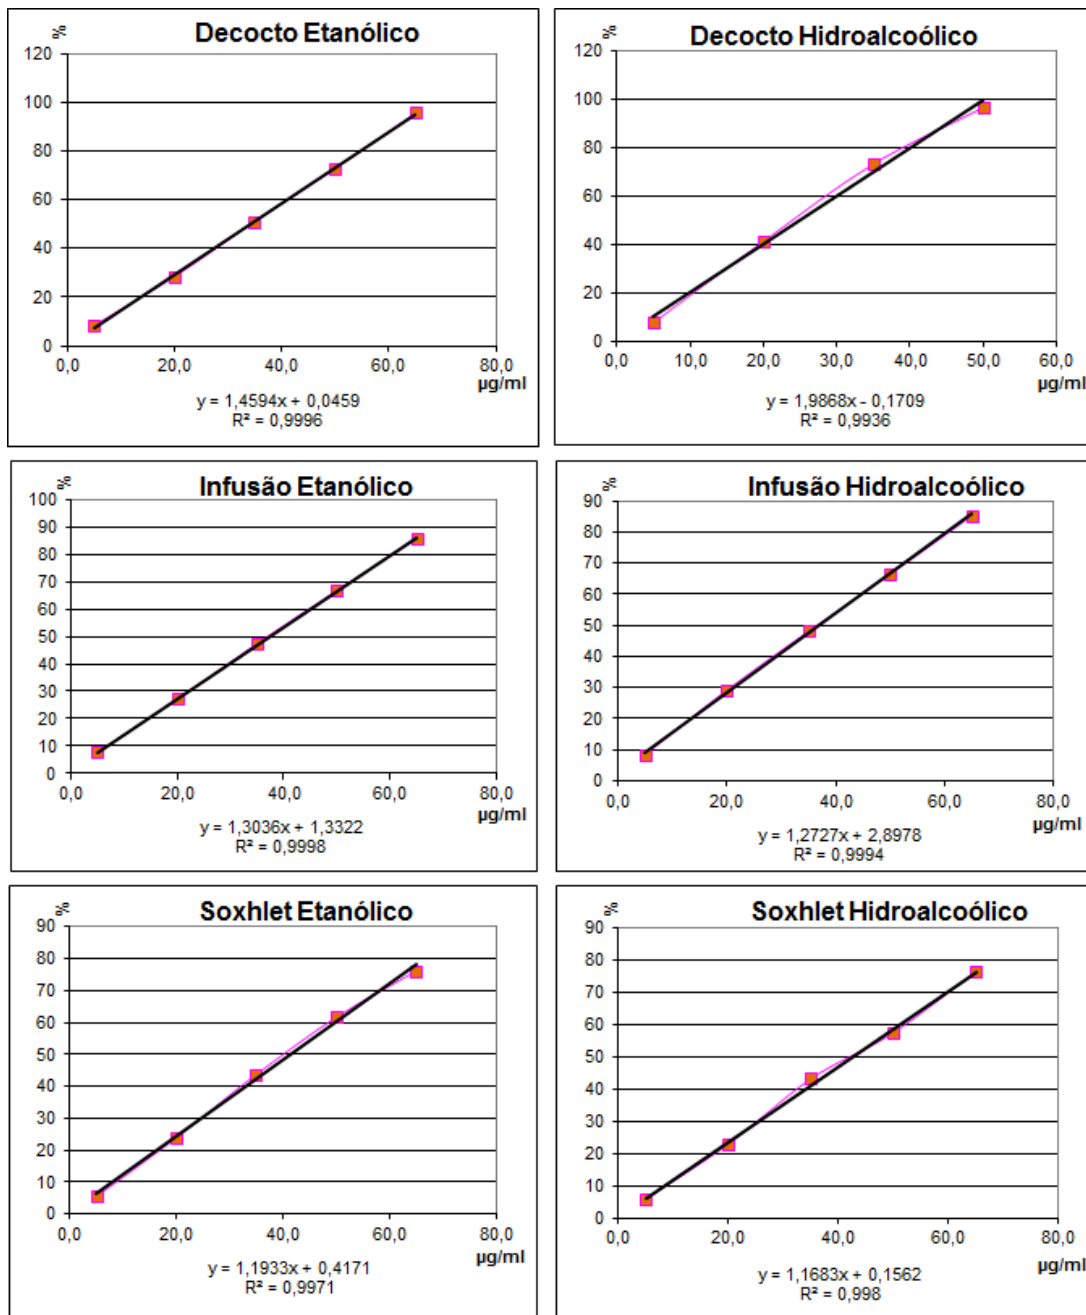 Decocto Etanólico
%
120
100
80
60
40
20
0
0,0 20,0 40,0 60,0 80,0
µg/ml
y = 1,4594x + 0,0459
R² = 0,9996
Decocto Hidroalcoólico
%
120
100
80
60
40
20
0
0,0 10,0 20,0 30,0 40,0 50,0 60,0
µg/ml
y = 1,9868x - 0,1709
R² = 0,9936
Infusão Etanólico
%
100
90
80
70
60
50
40
30
20
10
0
0,0 20,0 40,0 60,0 80,0
µg/ml
y = 1,3036x + 1,3322
R² = 0,9998
Infusão Hidroalcoólico
%
90
80
70
60
50
40
30
20
10
0
0,0 20,0 40,0 60,0 80,0
µg/ml
y = 1,2727x + 2,8978
R² = 0,9994
Soxhlet Etanólico
%
90
80
70
60
50
40
30
20
10
0
0,0 20,0 40,0 60,0 80,0
µg/ml
y = 1,1933x + 0,4171
R² = 0,9971
Soxhlet Hidroalcoólico
%
90
80
70
60
50
40
30
20
10
0
0,0 20,0 40,0 60,0 80,0
µg/ml
y = 1,1683x + 0,1562
R² = 0,998